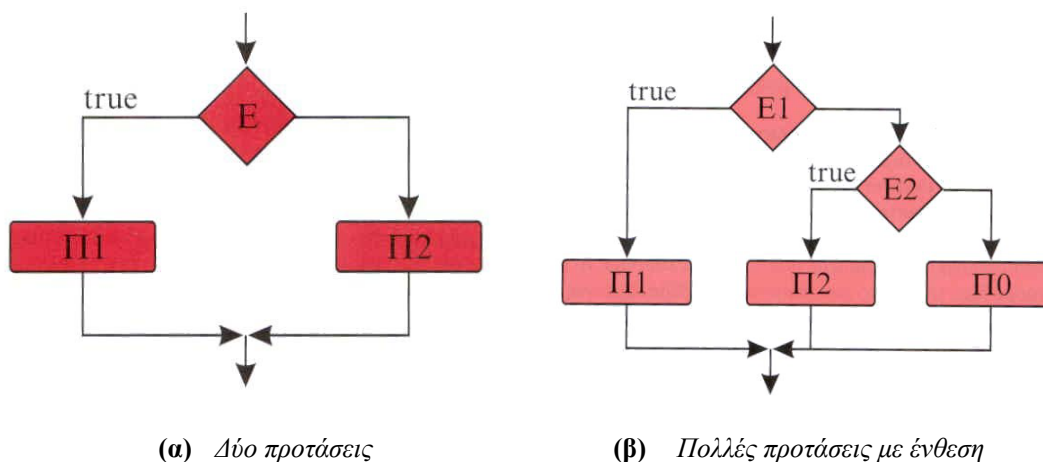 true
E
Π1
Π2
true
E1
true
E2
Π1
Π2
Π0
(α) Δύο προτάσεις
(β) Πολλές προτάσεις με ένθεση